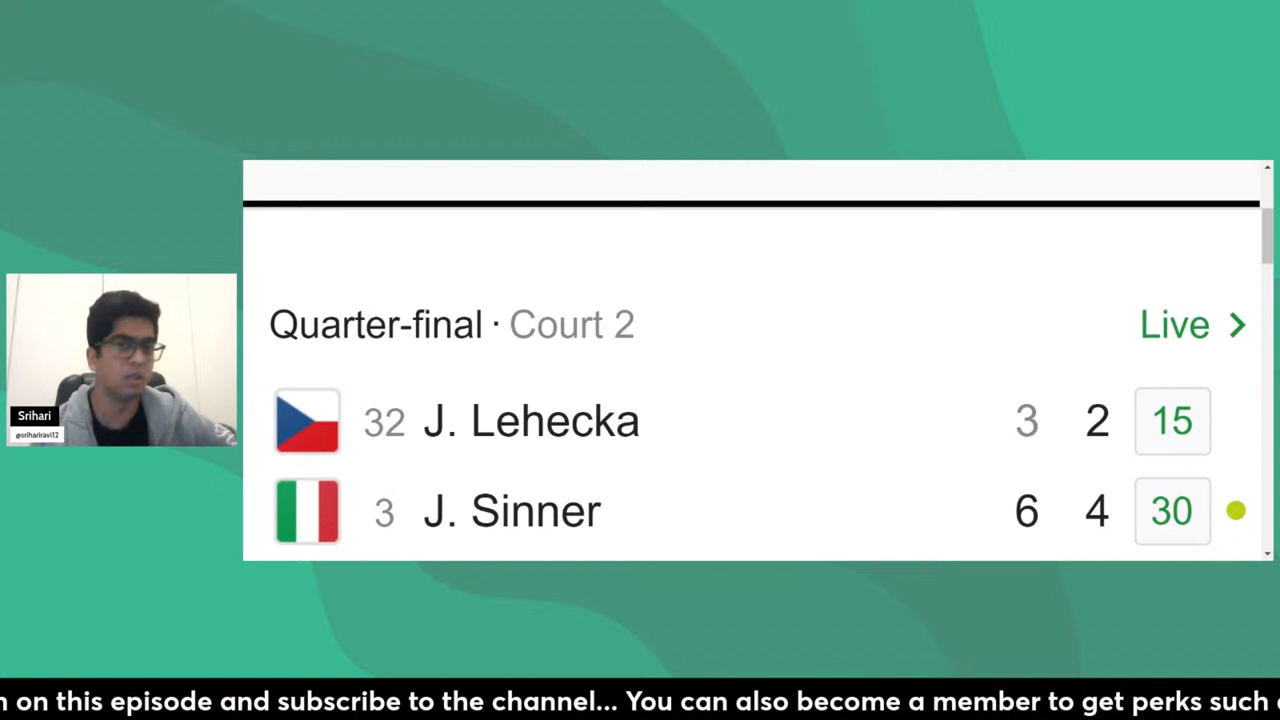 Quarter-final · Court 2
Live >
32 J. Lehecka 3 2 15
3 J. Sinner 6 4 30
Srihari
@srihariravi12
on this episode and subscribe to the channel... You can also become a member to get perks such